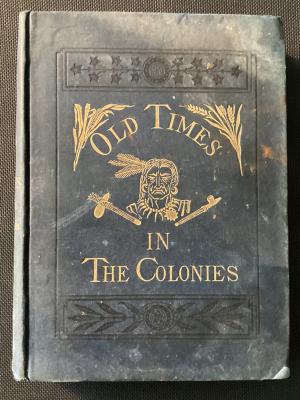 OLD TIMES
IN
THE COLONIES